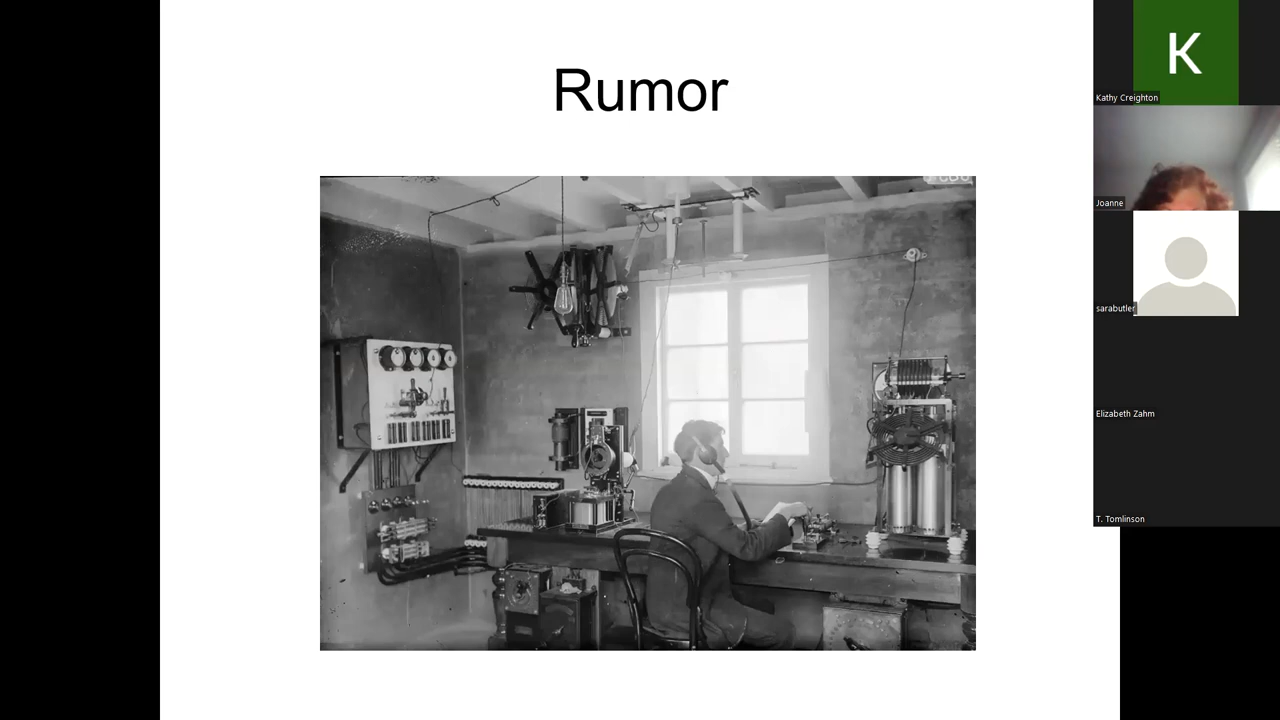 Rumor
K
Kathy Creighton
Joanne
sarabutler
Elizabeth Zahm
T. Tomlinson